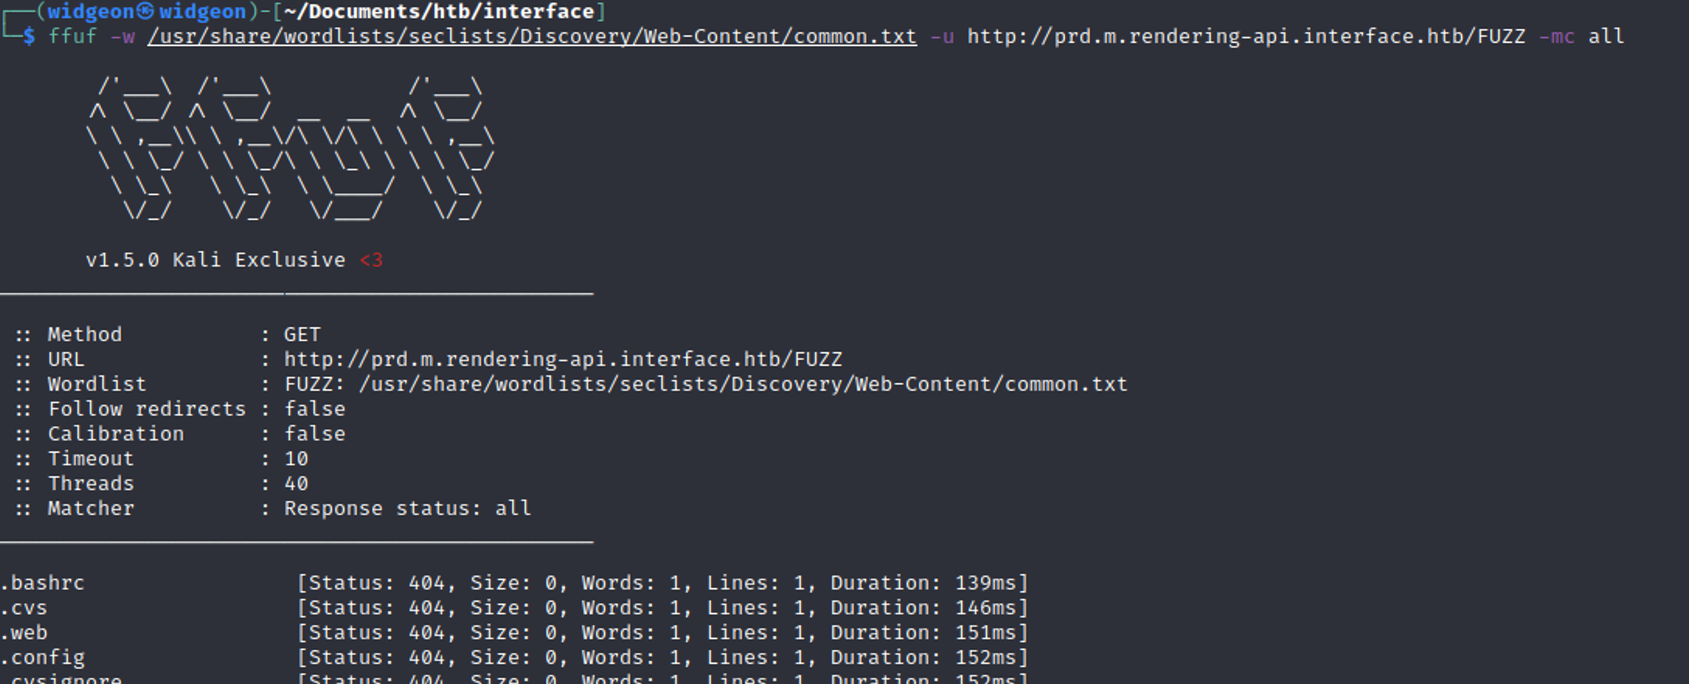 ┌──(widgeon㉿widgeon)-[~/Documents/htb/interface]
└─$ ffuf -w /usr/share/wordlists/seclists/Discovery/Web-Content/common.txt -u http://prd.m.rendering-api.interface.htb/FUZZ -mc all
v1.5.0 Kali Exclusive <3
:: Method : GET
:: URL : http://prd.m.rendering-api.interface.htb/FUZZ
:: Wordlist : FUZZ: /usr/share/wordlists/seclists/Discovery/Web-Content/common.txt
:: Follow redirects : false
:: Calibration : false
:: Timeout : 10
:: Threads : 40
:: Matcher : Response status: all
.bashrc [Status: 404, Size: 0, Words: 1, Lines: 1, Duration: 139ms]
.cvs [Status: 404, Size: 0, Words: 1, Lines: 1, Duration: 146ms]
.web [Status: 404, Size: 0, Words: 1, Lines: 1, Duration: 151ms]
.config [Status: 404, Size: 0, Words: 1, Lines: 1, Duration: 152ms]
.cvsignore [Status: 404, Size: 0, Words: 1, Lines: 1, Duration: 152ms]